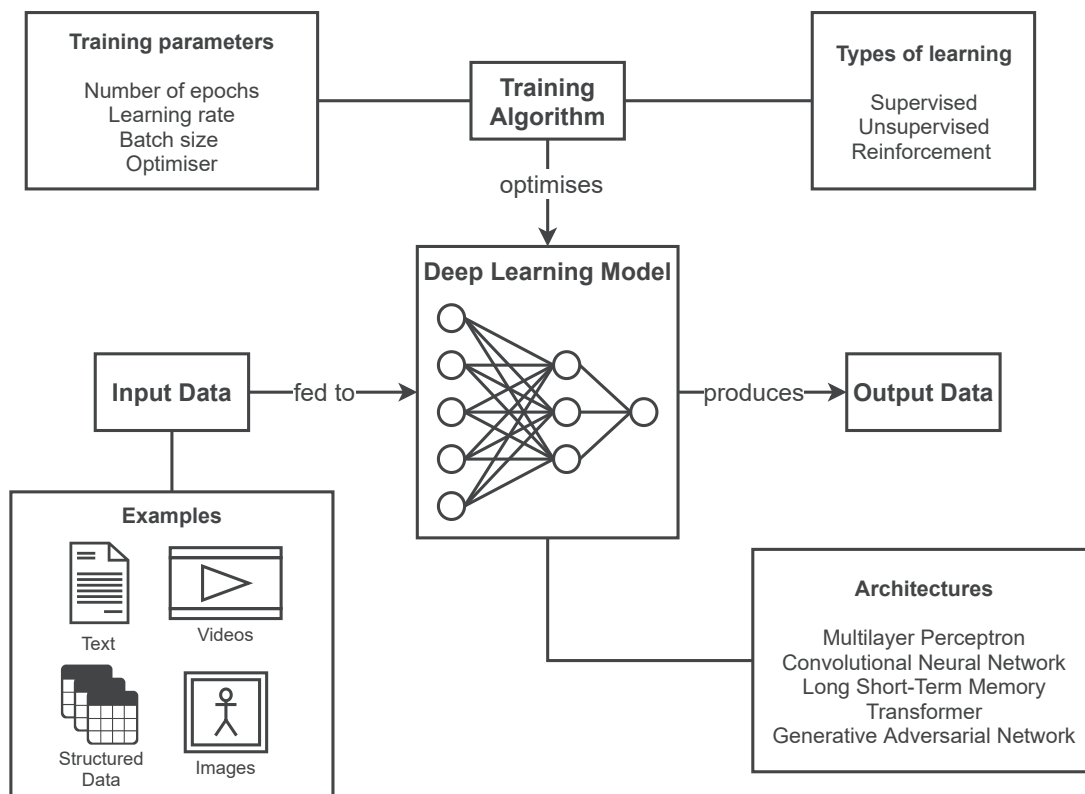 Training parameters
Number of epochs
Learning rate
Batch size
Optimiser
Training
Algorithm
Types of learning
Supervised
Unsupervised
Reinforcement
optimises
Deep Learning Model
Input Data
fed to
produces
Output Data
Examples
Text
Videos
Structured
Data
Images
Architectures
Multilayer Perceptron
Convolutional Neural Network
Long Short-Term Memory
Transformer
Generative Adversarial Network